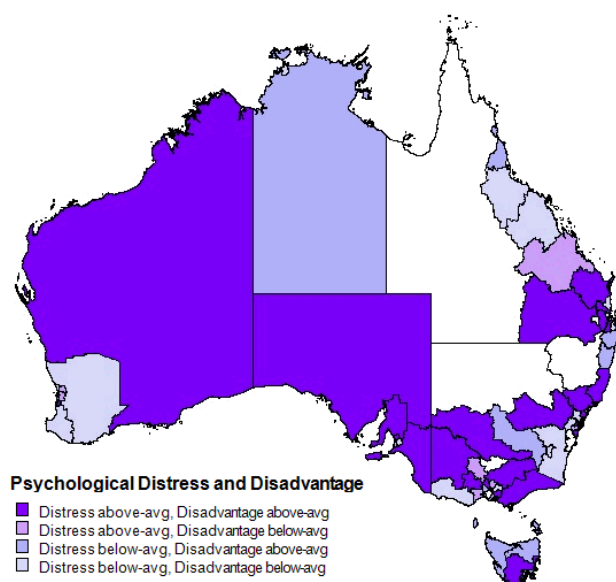 Psychological Distress and Disadvantage
Distress above-avg, Disadvantage above-avg
Distress above-avg, Disadvantage below-avg
Distress below-avg, Disadvantage above-avg
Distress below-avg, Disadvantage below-avg